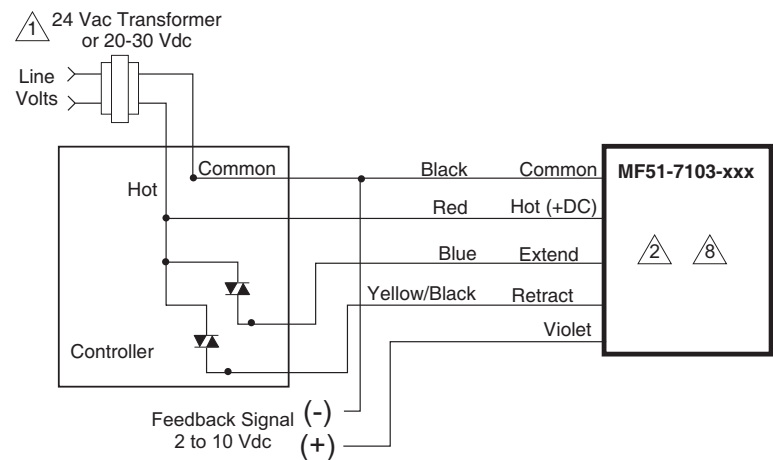 1
24 Vac Transformer
or 20-30 Vdc
Line
Volts
Common
Black
Common
MF51-7103-xxx
Hot
Red
Hot (+DC)
2
8
Blue
Extend
Yellow/Black
Retract
Violet
Controller
Feedback Signal
2 to 10 Vdc
(-)
(+)